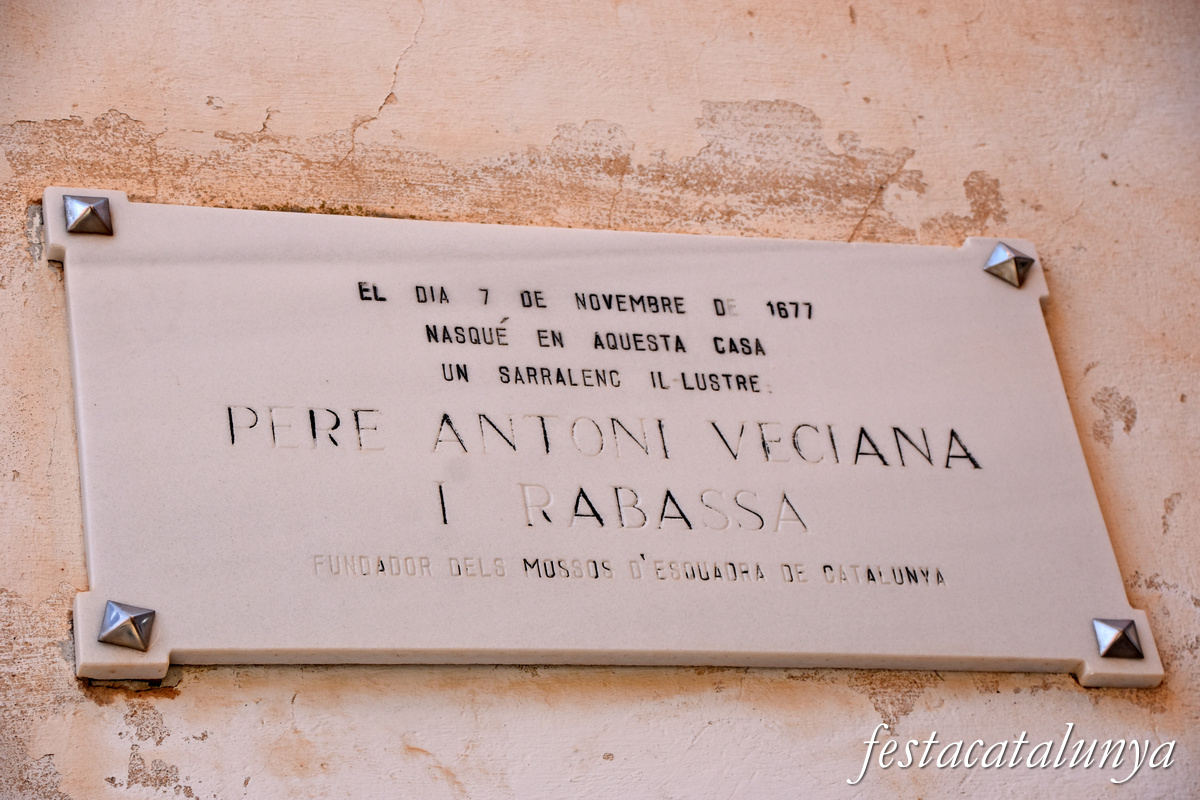 EL DIA 7 DE NOVEMBRE DE 1677
NASQUÉ EN AQUESTA CASA
UN SARRALENC IL·LUSTRE.
PERE ANTONI VECIANA
I RABASSA
FUNDADOR DELS MOSSOS D'ESQUADRA DE CATALUNYA
festacatalunya